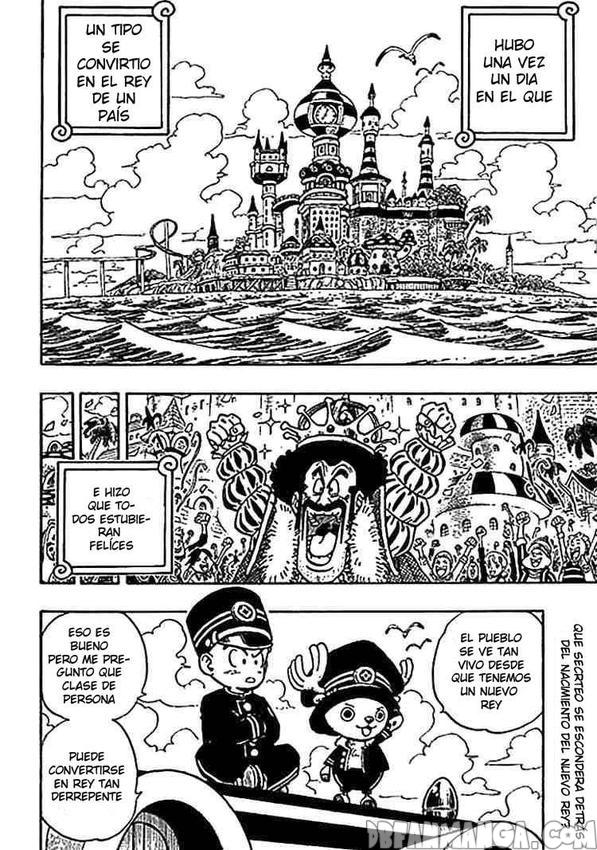 HUBO
UNA VEZ
UN DIA
EN EL QUE
UN TIPO
SE
CONVIRTIO
EN EL REY
DE UN
PAÍS
E HIZO
QUE TO-
DOS ESTUBIE-
RAN
FELÍCES
QUE SECRTEO SE ESCONDERA DETRÁS
DEL NACIMIENTO DEL NUEVO REY?
EL PUEBLO
SE VE TAN
VIVO DESDE
QUE TENEMOS
UN NUEVO
REY
ESO ES
BUENO
PERO ME PRE-
GUNTO QUE
CLASE DE
PERSONA
PUEDE
CONVERTIRSE
EN REY TAN
DERREPENTE
DBFANMANGA.COM